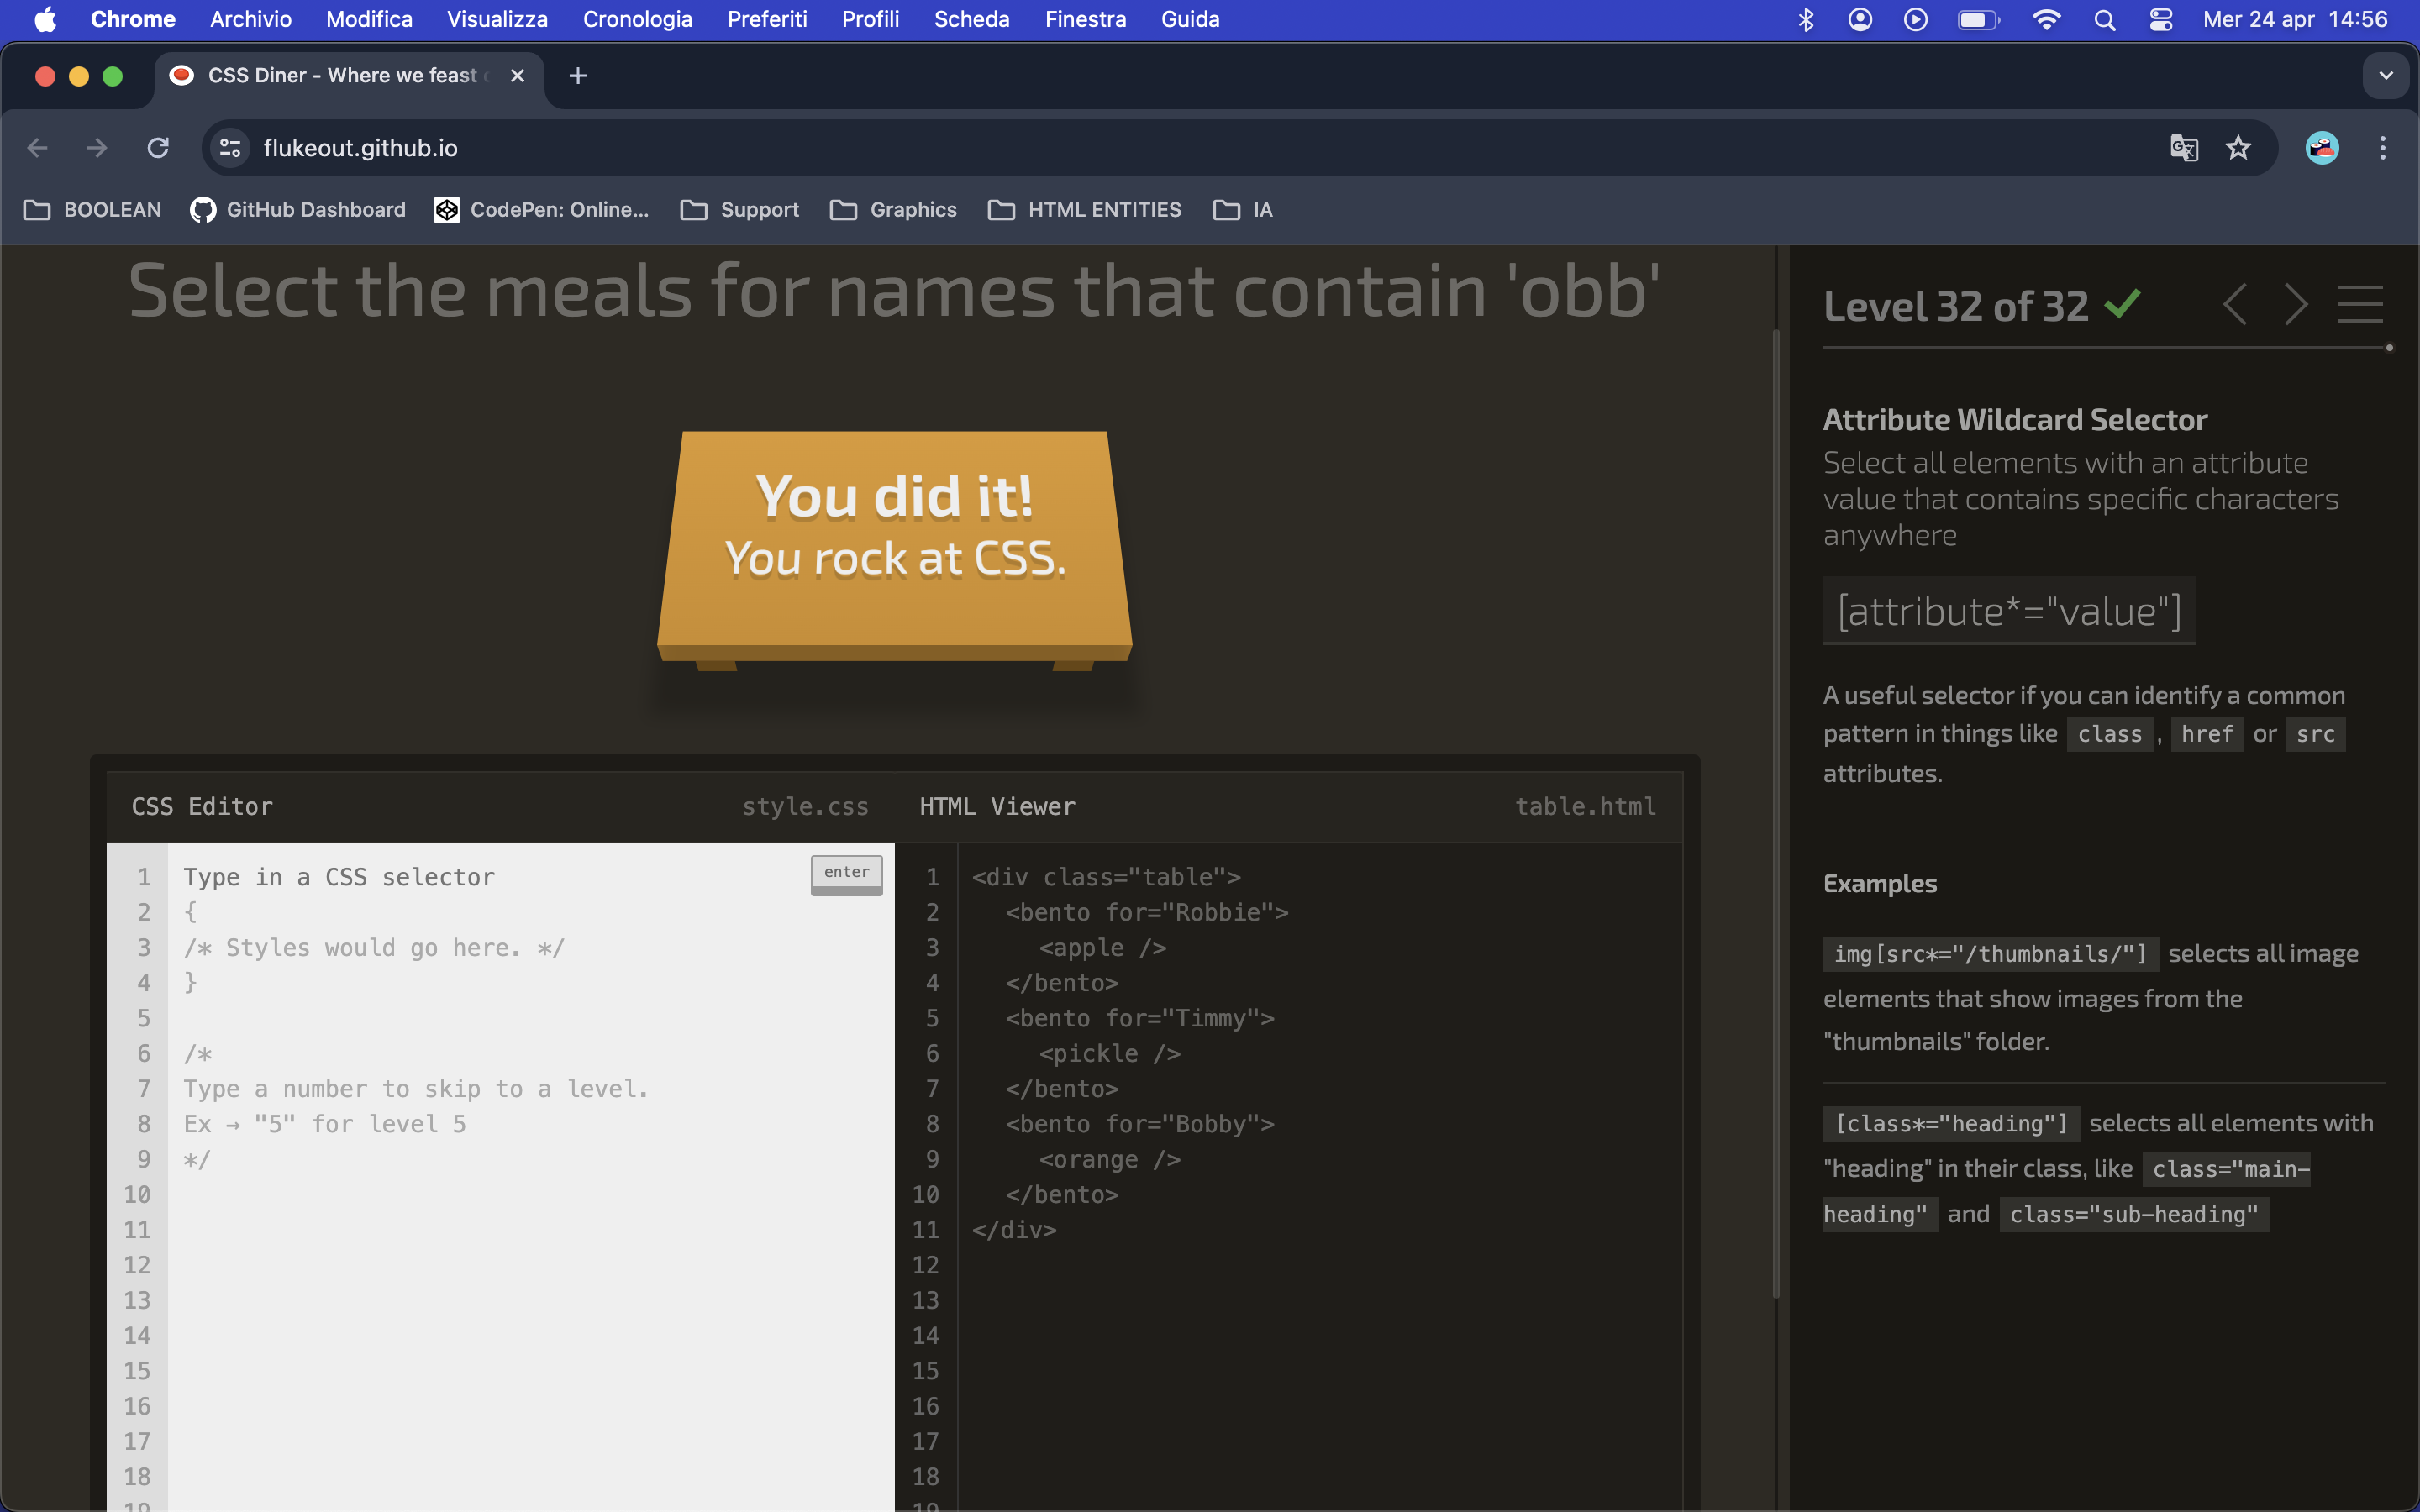 Chrome Archivio Modifica Visualizza Cronologia Preferiti Profili Scheda Finestra Guida Mer 24 apr 14:56
CSS Diner - Where we feast
flukeout.github.io
BOOLEAN GitHub Dashboard CodePen: Online... Support Graphics HTML ENTITIES IA
Select the meals for names that contain 'obb'
You did it!
You rock at CSS.
CSS Editor style.css
1 Type in a CSS selector
enter
2 {
3 /* Styles would go here. */
4 }
5
6 /*
7 Type a number to skip to a level.
8 Ex → "5" for level 5
9 */
10
11
12
13
14
15
16
17
18
19
HTML Viewer table.html
1 <div class="table">
2 <bento for="Robbie">
3 <apple />
4 </bento>
5 <bento for="Timmy">
6 <pickle />
7 </bento>
8 <bento for="Bobby">
9 <orange />
10 </bento>
11 </div>
12
13
14
15
16
17
18
19
Level 32 of 32
Attribute Wildcard Selector
Select all elements with an attribute
value that contains specific characters
anywhere
[attribute*="value"]
A useful selector if you can identify a common
pattern in things like class , href or src
attributes.
Examples
img[src*="/thumbnails/"] selects all image
elements that show images from the
"thumbnails" folder.
[class*="heading"] selects all elements with
"heading" in their class, like class="main-
heading" and class="sub-heading"